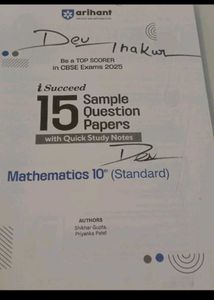 arihant
Dev Thakur
Be a TOP SCORER
in CBSE Exams 2025
i Succeed
15 Sample
Question
Papers
with Quick Study Notes
Dev
Mathematics 10th (Standard)
AUTHORS
Shikhar Gupta,
Priyanka Patel